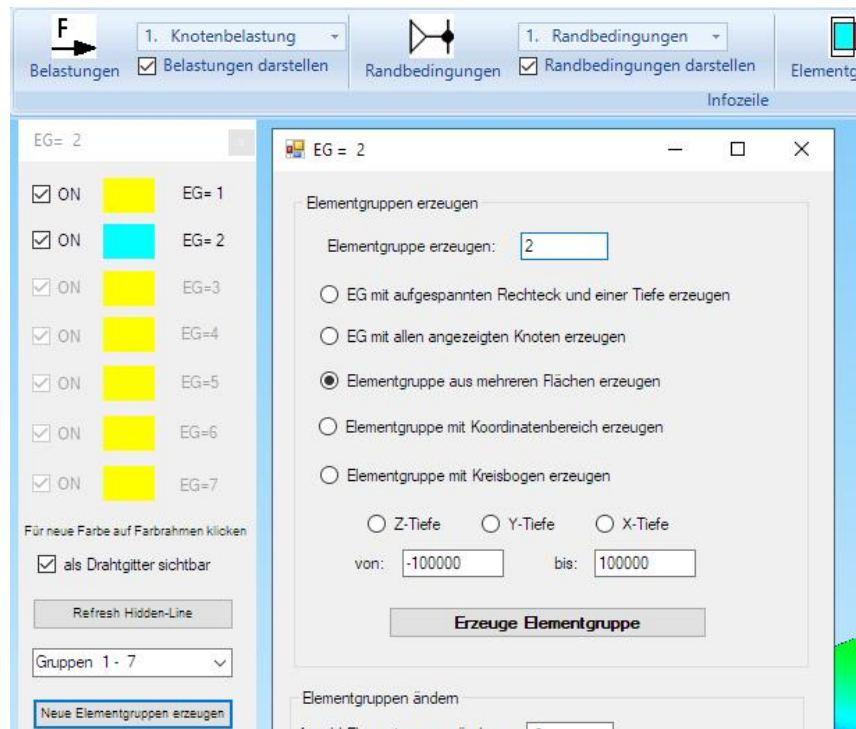 F
1. Knotenbelastung
1. Randbedingungen
Belastungen
Belastungen darstellen
Randbedingungen
Randbedingungen darstellen
Infozeile
EG= 2
ON
EG= 1
ON
EG= 2
ON
EG=3
ON
EG=4
ON
EG=5
ON
EG=6
ON
EG=7
Für neue Farbe auf Farbrahmen klicken
als Drahtgitter sichtbar
Refresh Hidden-Line
Gruppen 1 - 7
Neue Elementgruppen erzeugen
EG = 2
Elementgruppen erzeugen
Elementgruppe erzeugen: 2
EG mit aufgespannten Rechteck und einer Tiefe erzeugen
EG mit allen angezeigten Knoten erzeugen
Elementgruppe aus mehreren Flächen erzeugen
Elementgruppe mit Koordinatenbereich erzeugen
Elementgruppe mit Kreisbogen erzeugen
Z-Tiefe Y-Tiefe X-Tiefe
von: -100000 bis: 100000
Erzeuge Elementgruppe
Elementgruppen ändern